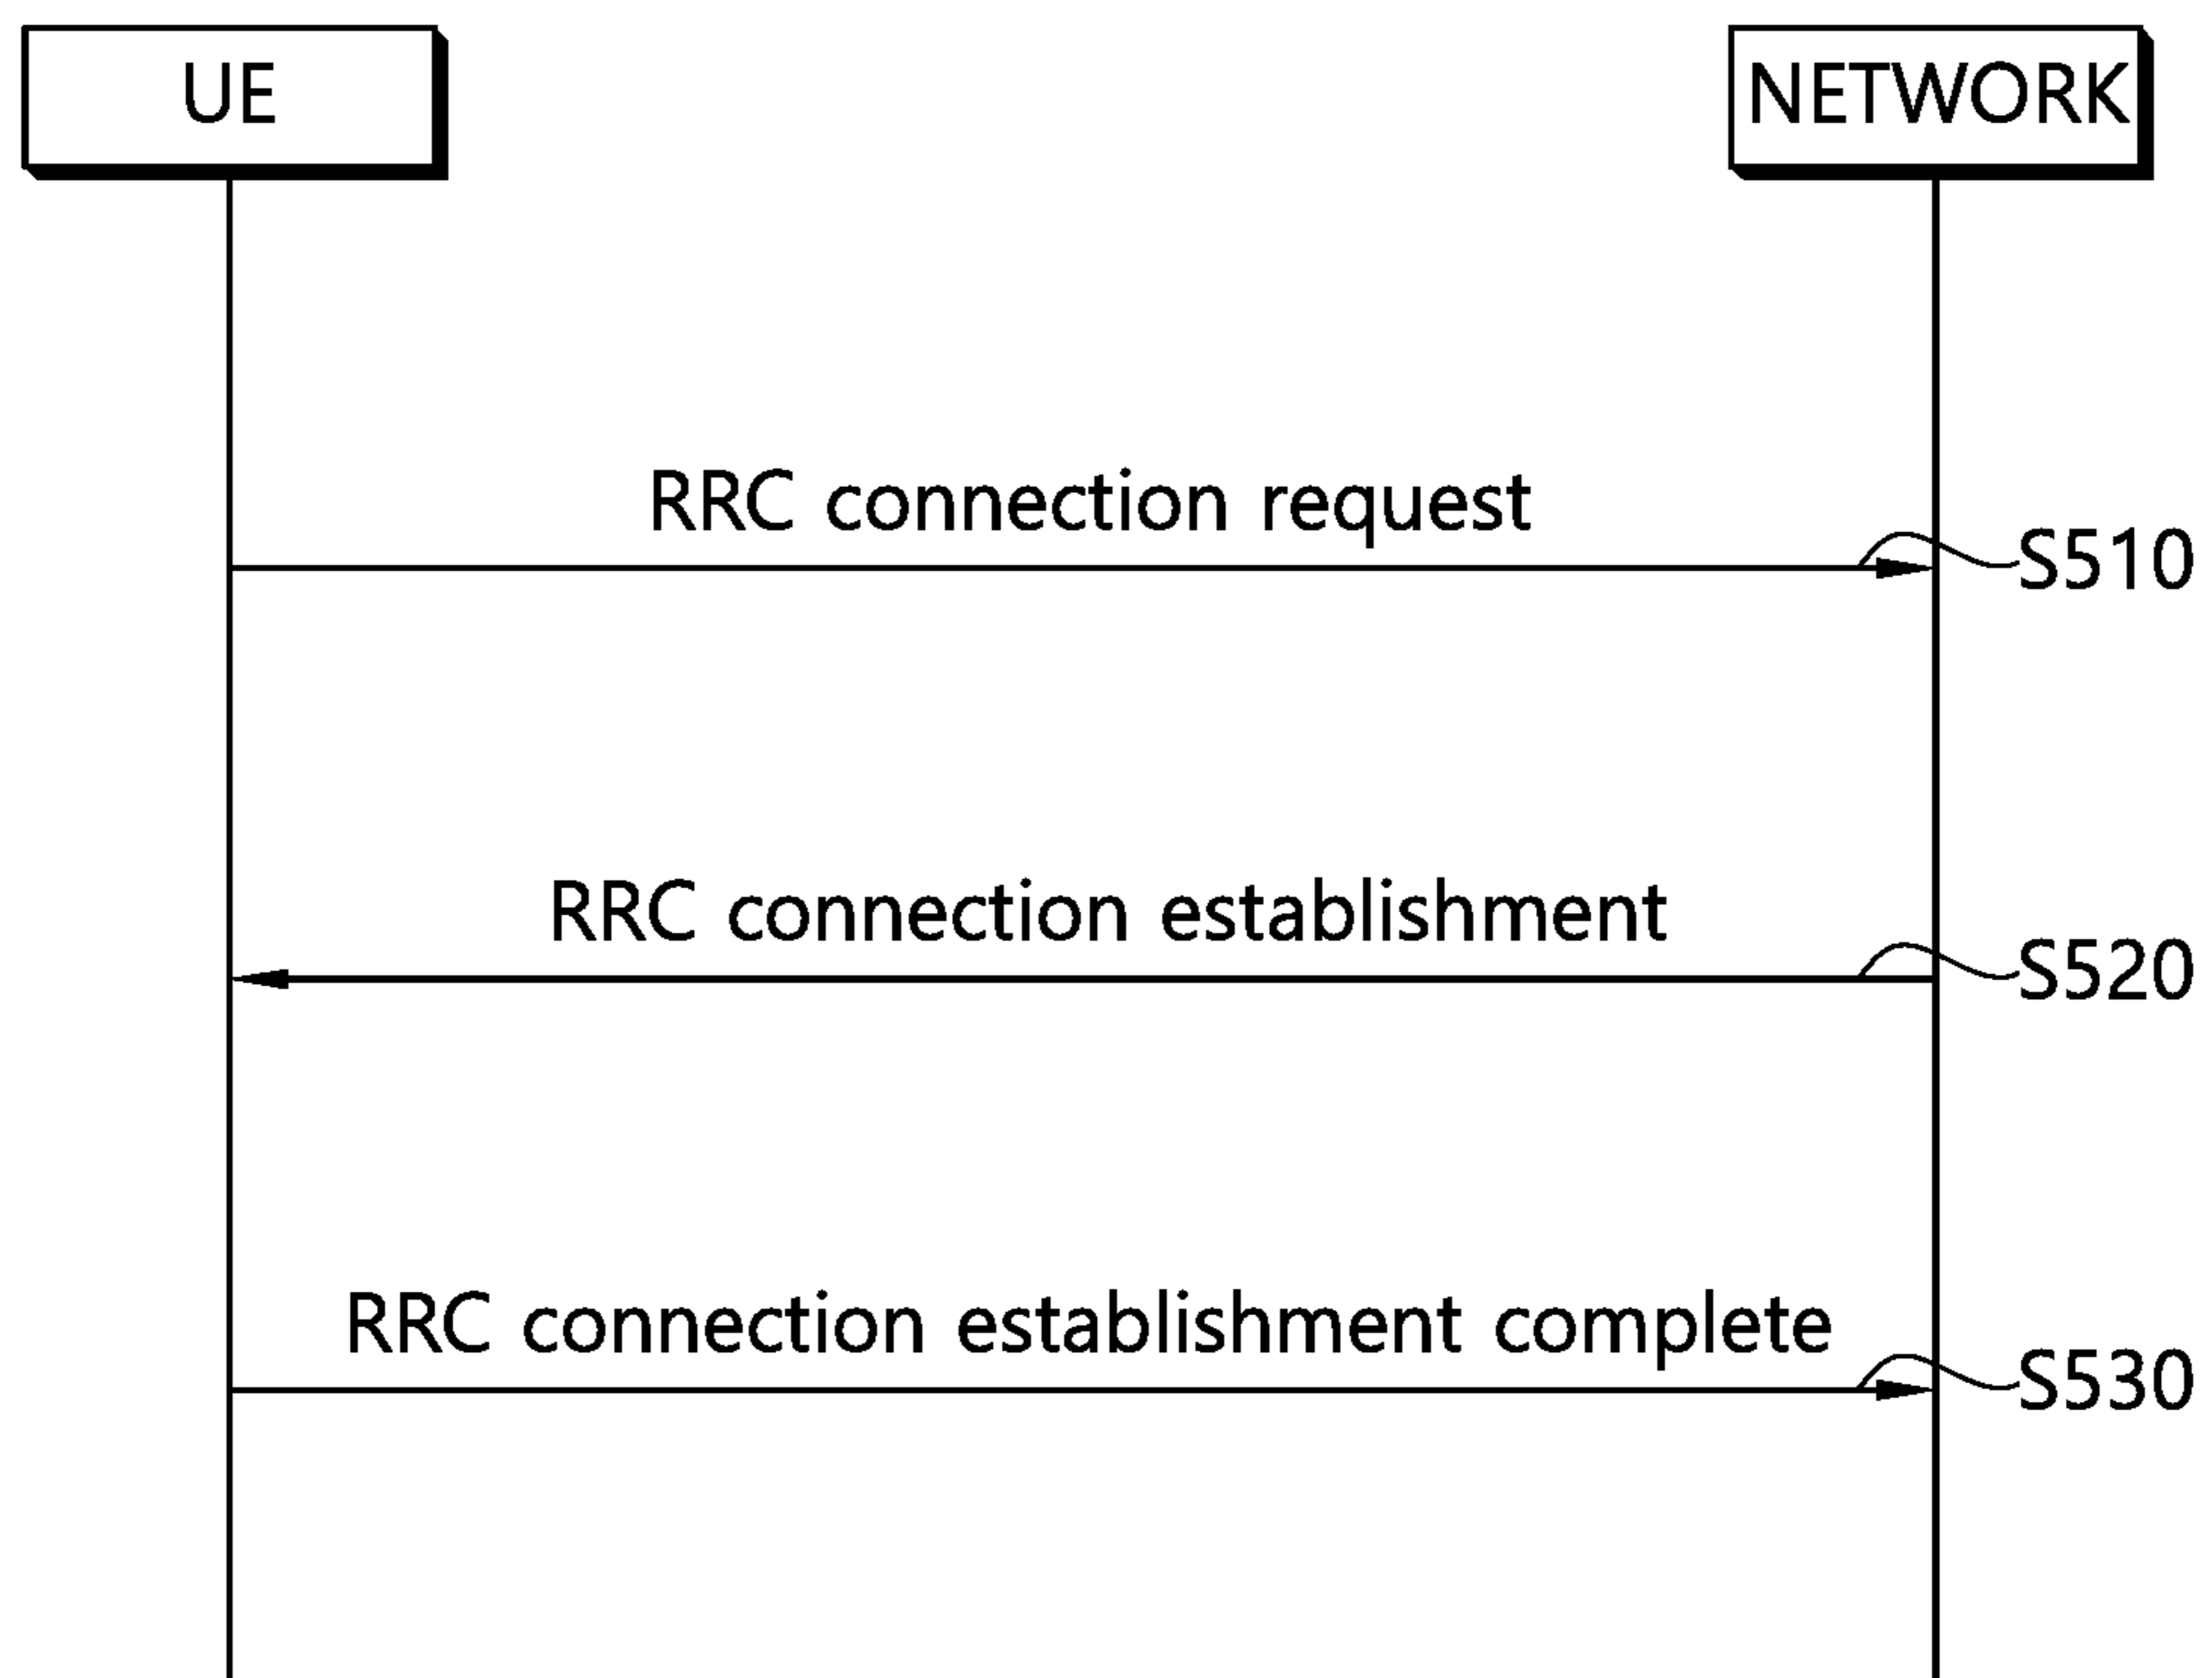 UE
NETWORK
RRC connection request
S510
RRC connection establishment
S520
RRC connection establishment complete
S530